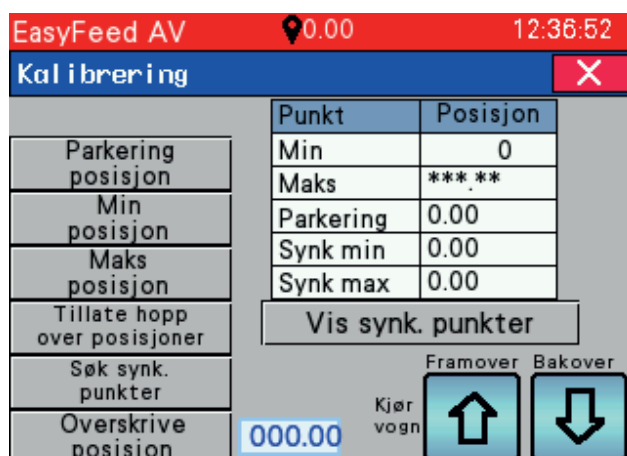 EasyFeed AV 0.00 12:36:52
Kalibrering
Punkt Posisjon
Min 0
Maks ***.**
Parkering 0.00
Synk min 0.00
Synk max 0.00
Parkering
posisjon
Min
posisjon
Maks
posisjon
Tillate hopp
over posisjoner
Søk synk.
punkter
Overskrive
posisjon
000.00
Vis synk. punkter
Framover Bakover
Kjør
vogn